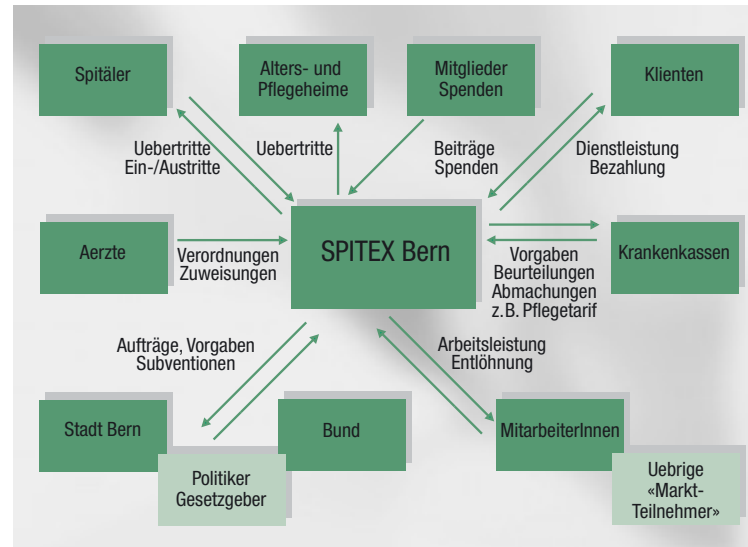 Spitäler
Alters- und
Pflegeheime
Mitglieder
Spenden
Klienten
Uebertritte
Ein-/Austritte
Uebertritte
Beiträge
Spenden
Dienstleistung
Bezahlung
Aerzte
Verordnungen
Zuweisungen
SPITEX Bern
Vorgaben
Beurteilungen
Abmachungen
z.B. Pflegetarif
Krankenkassen
Aufträge, Vorgaben
Subventionen
Arbeitsleistung
Entlöhnung
Stadt Bern
Bund
MitarbeiterInnen
Politiker
Gesetzgeber
Uebrige
«Markt-
Teilnehmer»